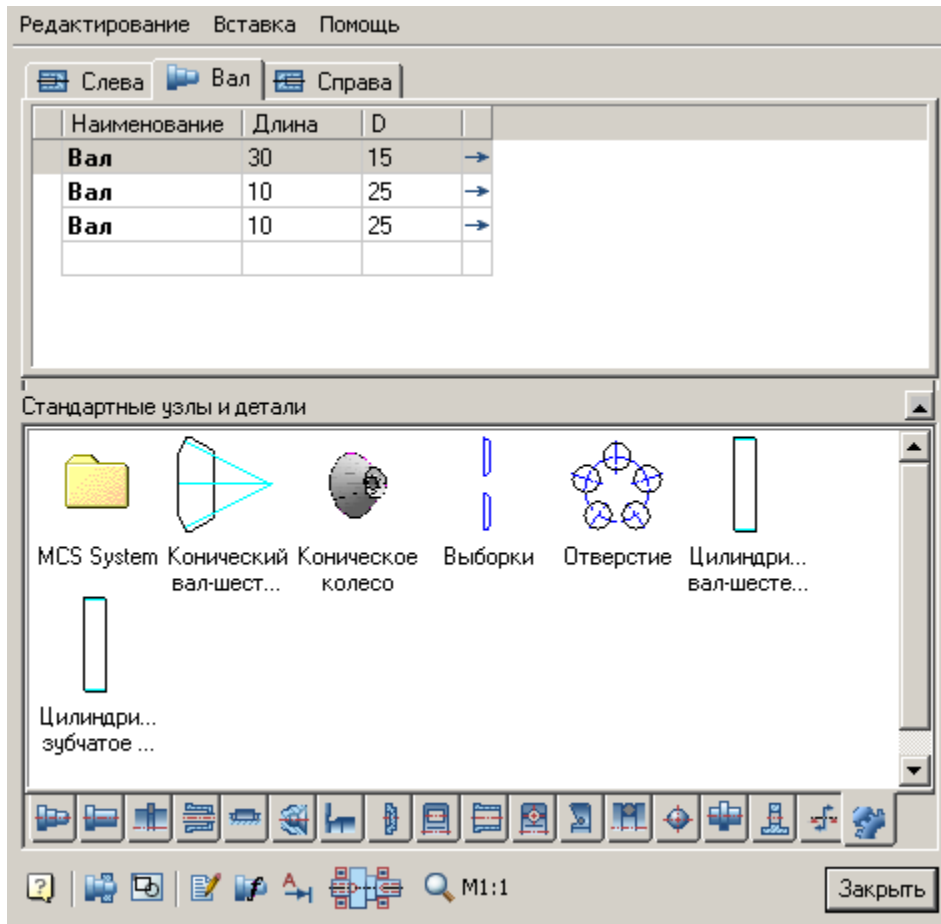 Редактирование Вставка Помощь
Слева Вал Справа
Наименование Длина D
Вал 30 15
Вал 10 25
Вал 10 25
Стандартные узлы и детали
MCS System Конический Коническое Выборки Отверстие Цилиндри...
вал-шест... колесо вал-шесте...
Цилиндри...
зубчатое ...
M1:1 Закрыть